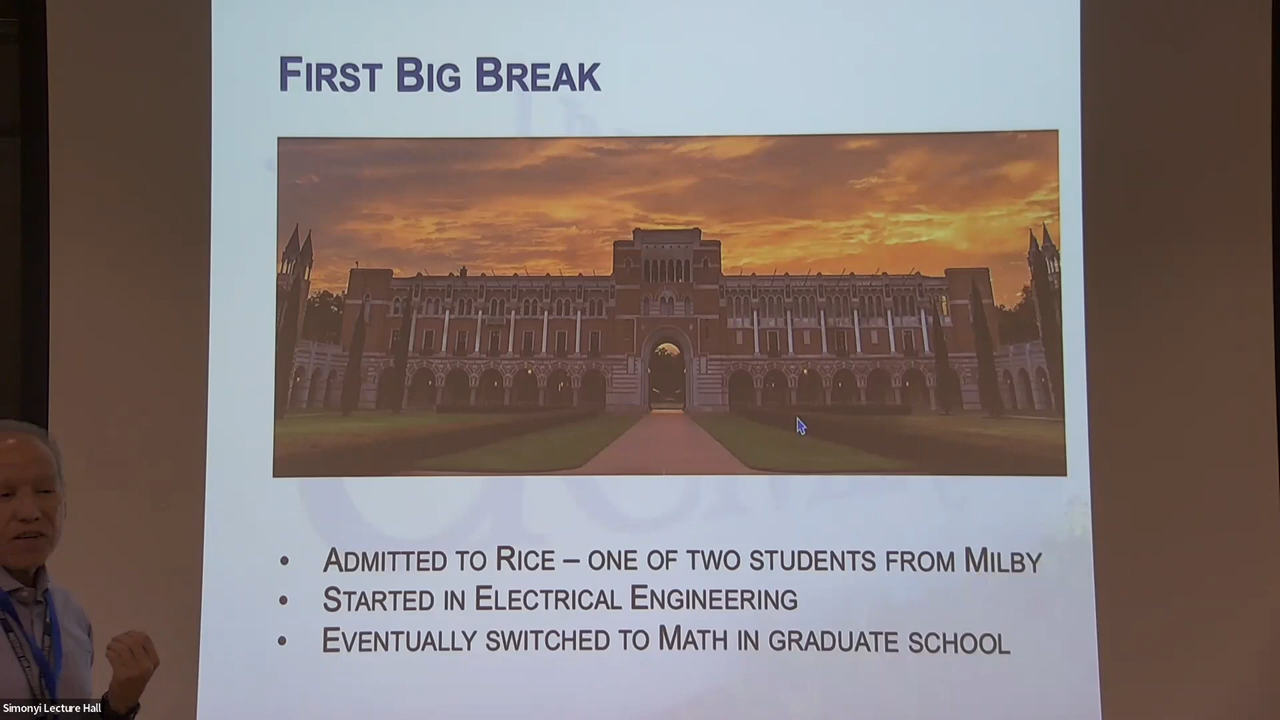 FIRST BIG BREAK
• ADMITTED TO RICE – ONE OF TWO STUDENTS FROM MILBY
• STARTED IN ELECTRICAL ENGINEERING
• EVENTUALLY SWITCHED TO MATH IN GRADUATE SCHOOL
Simonyi Lecture Hall